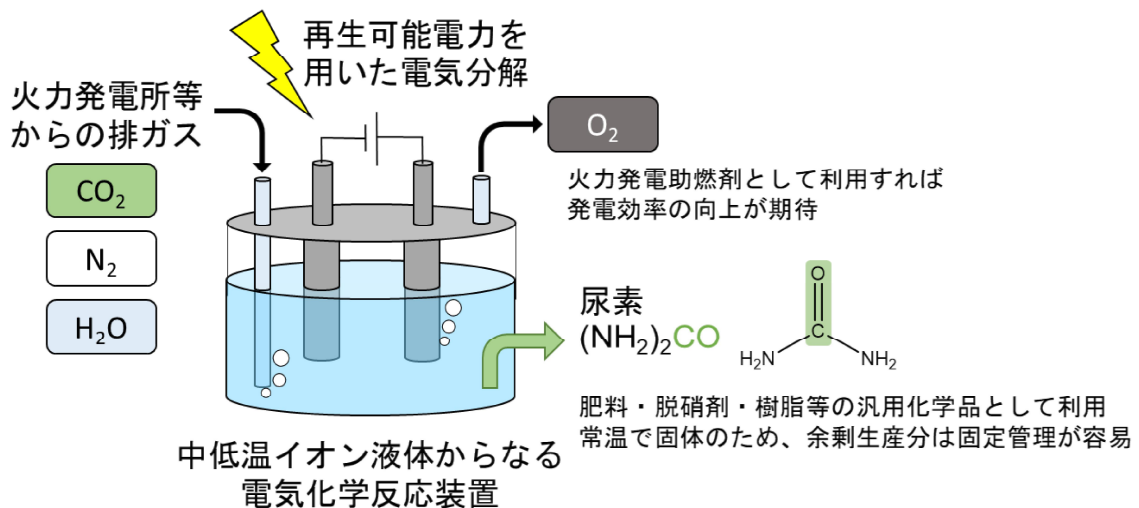 再生可能電力を
用いた電気分解
火力発電所等
からの排ガス
CO₂
N₂
H₂O
O₂
火力発電助燃剤として利用すれば
発電効率の向上が期待
尿素
(NH₂)₂CO
O
C
H₂N
NH₂
肥料・脱硝剤・樹脂等の汎用化学品として利用
常温で固体のため、余剰生産分は固定管理が容易
中低温イオン液体からなる
電気化学反応装置